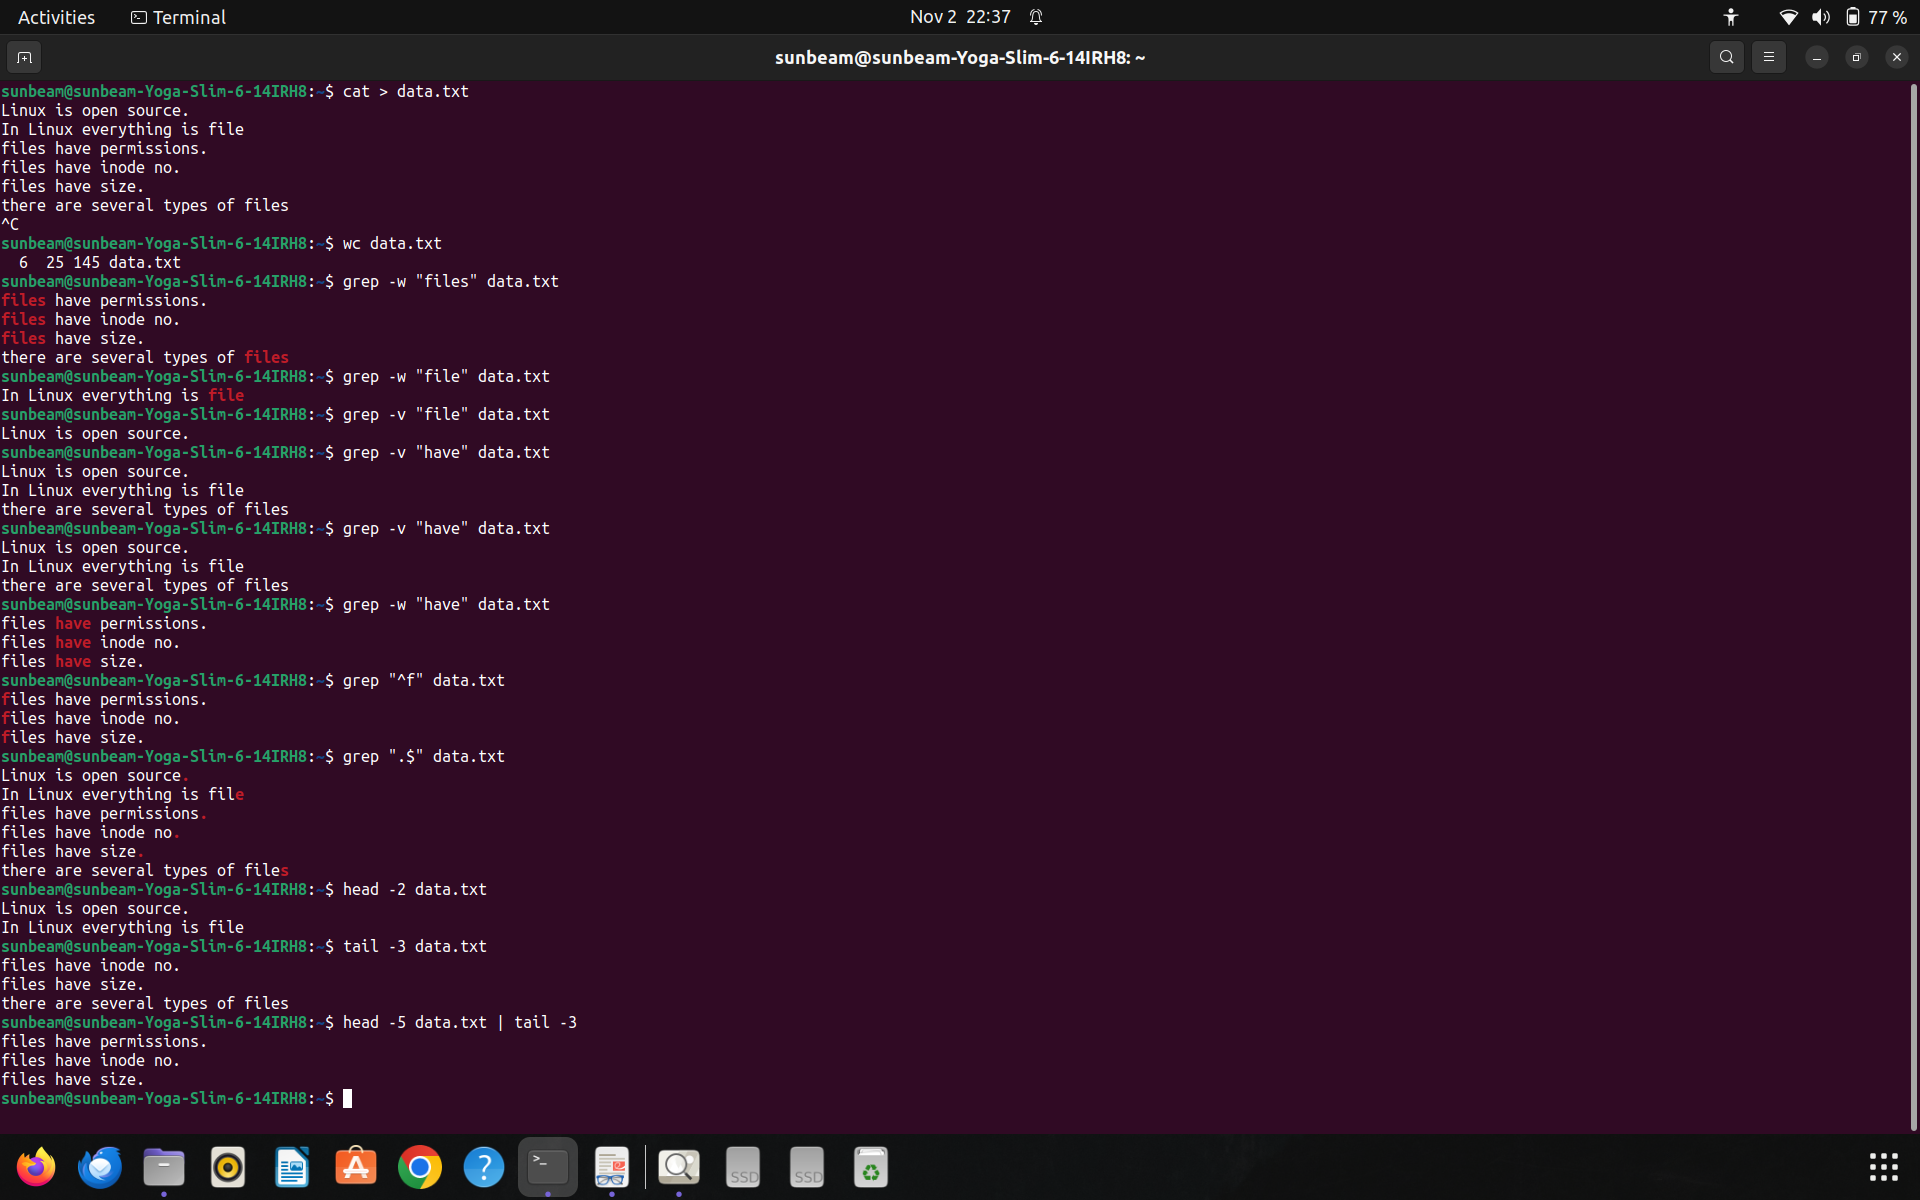 Activities Terminal Nov 2 22:37 77 %
sunbeam@sunbeam-Yoga-Slim-6-14IRH8: ~
sunbeam@sunbeam-Yoga-Slim-6-14IRH8:~$ cat > data.txt
Linux is open source.
In Linux everything is file
files have permissions.
files have inode no.
files have size.
there are several types of files
^C
sunbeam@sunbeam-Yoga-Slim-6-14IRH8:~$ wc data.txt
  6  25 145 data.txt
sunbeam@sunbeam-Yoga-Slim-6-14IRH8:~$ grep -w "files" data.txt
files have permissions.
files have inode no.
files have size.
there are several types of files
sunbeam@sunbeam-Yoga-Slim-6-14IRH8:~$ grep -w "file" data.txt
In Linux everything is file
sunbeam@sunbeam-Yoga-Slim-6-14IRH8:~$ grep -v "file" data.txt
Linux is open source.
sunbeam@sunbeam-Yoga-Slim-6-14IRH8:~$ grep -v "have" data.txt
Linux is open source.
In Linux everything is file
there are several types of files
sunbeam@sunbeam-Yoga-Slim-6-14IRH8:~$ grep -v "have" data.txt
Linux is open source.
In Linux everything is file
there are several types of files
sunbeam@sunbeam-Yoga-Slim-6-14IRH8:~$ grep -w "have" data.txt
files have permissions.
files have inode no.
files have size.
sunbeam@sunbeam-Yoga-Slim-6-14IRH8:~$ grep "^f" data.txt
files have permissions.
files have inode no.
files have size.
sunbeam@sunbeam-Yoga-Slim-6-14IRH8:~$ grep ".$" data.txt
Linux is open source.
In Linux everything is file
files have permissions.
files have inode no.
files have size.
there are several types of files
sunbeam@sunbeam-Yoga-Slim-6-14IRH8:~$ head -2 data.txt
Linux is open source.
In Linux everything is file
sunbeam@sunbeam-Yoga-Slim-6-14IRH8:~$ tail -3 data.txt
files have inode no.
files have size.
there are several types of files
sunbeam@sunbeam-Yoga-Slim-6-14IRH8:~$ head -5 data.txt | tail -3
files have permissions.
files have inode no.
files have size.
sunbeam@sunbeam-Yoga-Slim-6-14IRH8:~$
SSD SSD